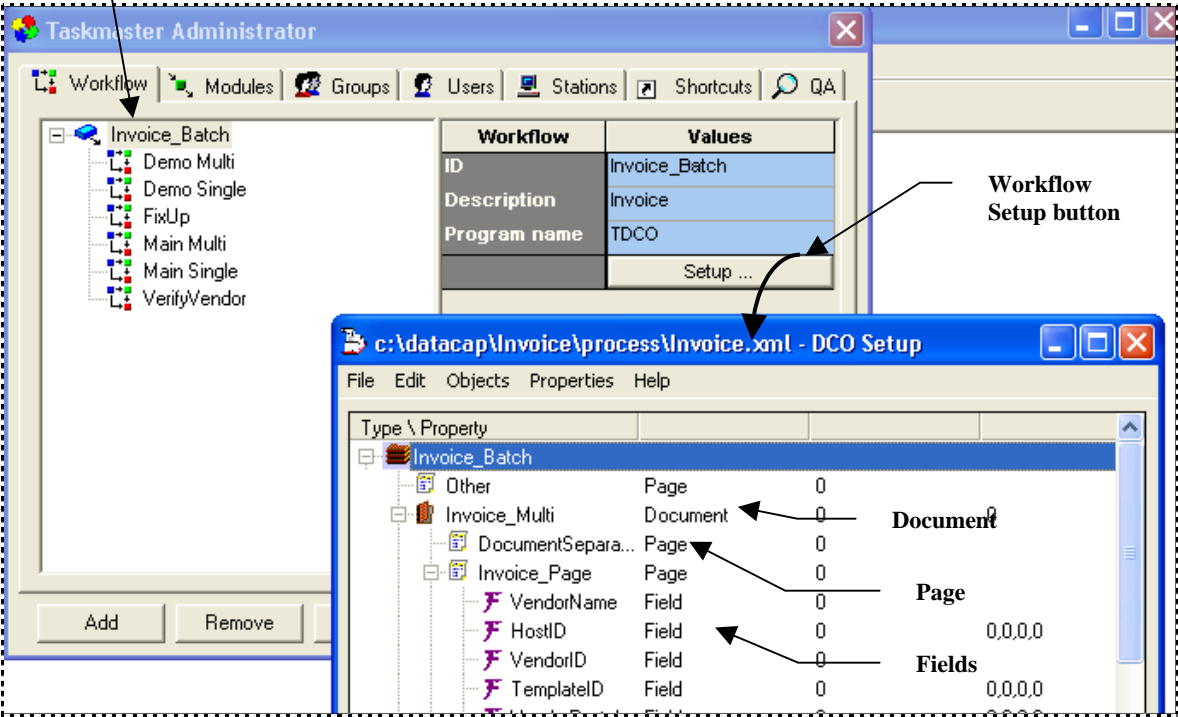 Taskmaster Administrator
Workflow Modules Groups Users Stations Shortcuts QA
Invoice_Batch
Demo Multi
Demo Single
FixUp
Main Multi
Main Single
VerifyVendor
Workflow Values
ID Invoice_Batch
Description Invoice
Program name TDCO
Setup ...
Workflow
Setup button
Add Remove
c:\datacap\Invoice\process\Invoice.xml - DCO Setup
File Edit Objects Properties Help
Type \ Property
Invoice_Batch
Other Page 0
Invoice_Multi Document 0 0
Document
DocumentSepara... Page 0
Invoice_Page Page 0
Page
VendorName Field 0
HostID Field 0 0,0,0,0
VendorID Field 0
Fields
TemplateID Field 0 0,0,0,0